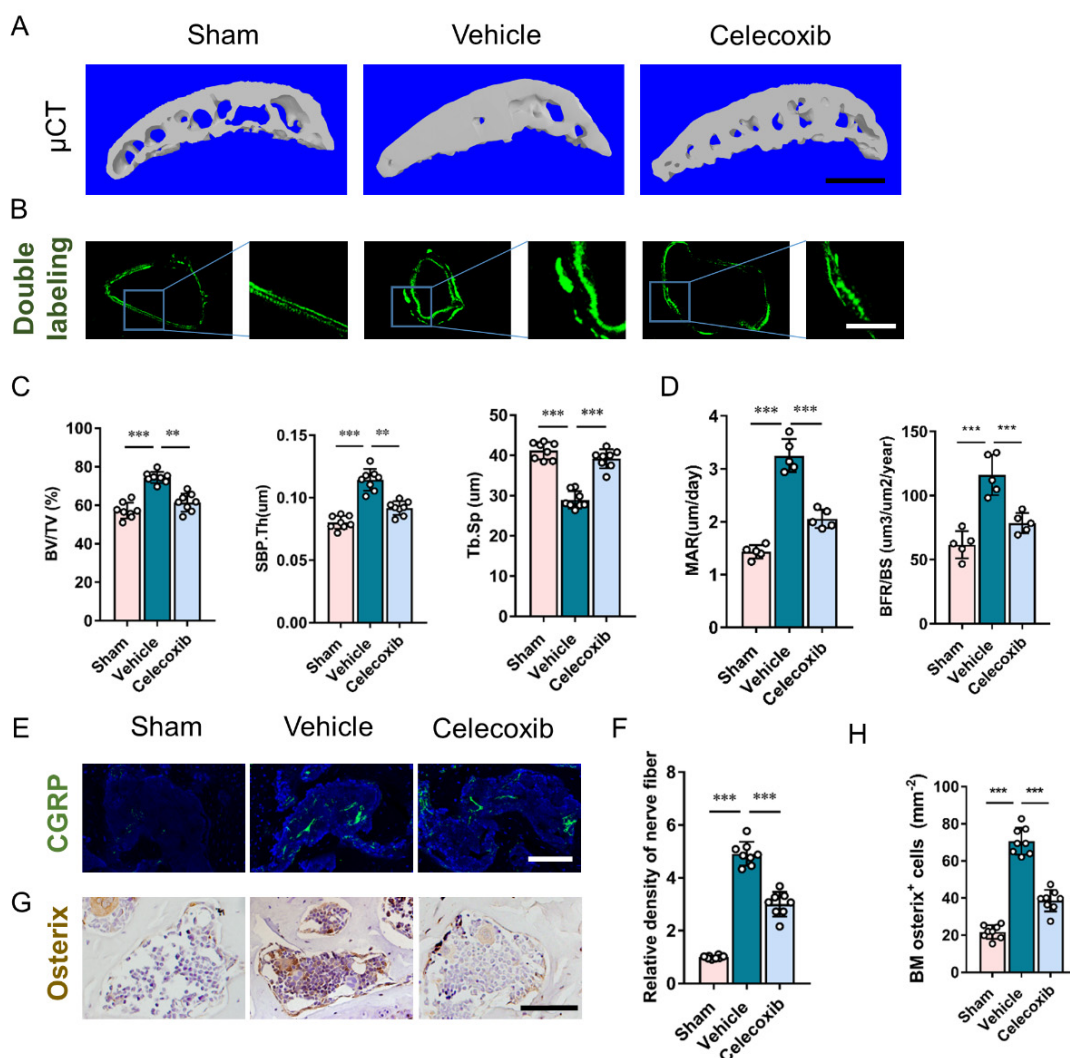 A
Sham Vehicle Celecoxib
µCT
B
Double
labeling
C
BV/TV (%)
100
80
60
40
20
0
*** **
Sham Vehicle Celecoxib
SBP.Th(um)
0.15
0.10
0.05
0.00
*** **
Sham Vehicle Celecoxib
Tb.Sp (um)
50
40
30
20
10
0
*** ***
Sham Vehicle Celecoxib
D
MAR(um/day)
4
3
2
1
0
*** ***
Sham Vehicle Celecoxib
BFR/BS (um3/um2/year)
150
100
50
0
*** ***
Sham Vehicle Celecoxib
E
Sham Vehicle Celecoxib
CGRP
F
Relative density of nerve fiber
8
6
4
2
0
*** ***
Sham Vehicle Celecoxib
G
Osterix
H
BM osterix⁺ cells (mm⁻²)
100
80
60
40
20
0
*** ***
Sham Vehicle Celecoxib